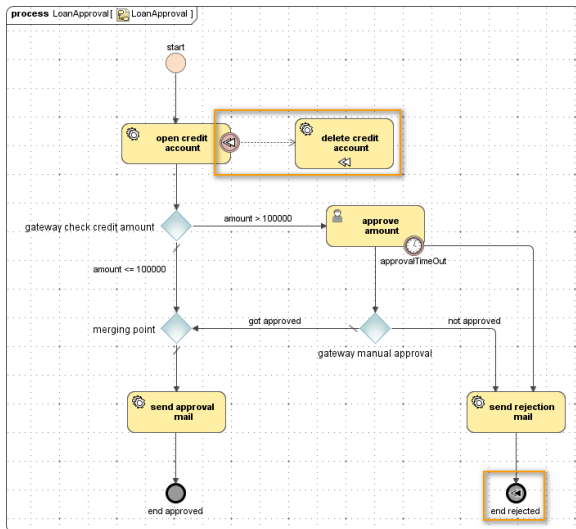 process LoanApproval[ LoanApproval ]
start
open credit
account
delete credit
account
amount > 100000
gateway check credit amount
approve
amount
approvalTimeOut
amount <= 100000
got approved
not approved
merging point
gateway manual approval
send approval
mail
send rejection
mail
end approved
end rejected